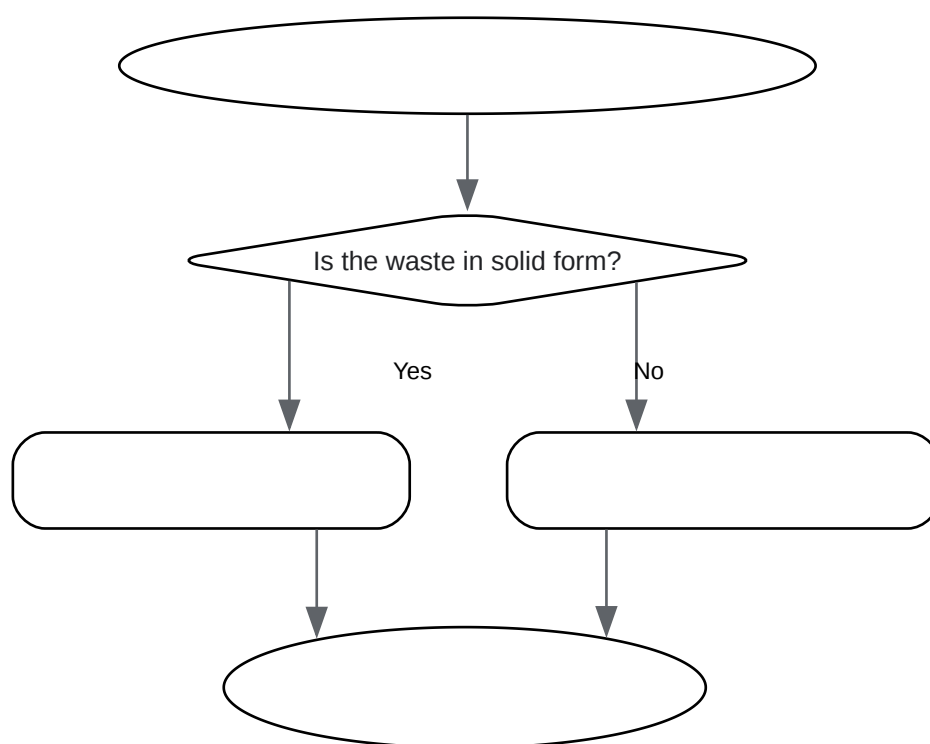 Is the waste in solid form?
Yes
No